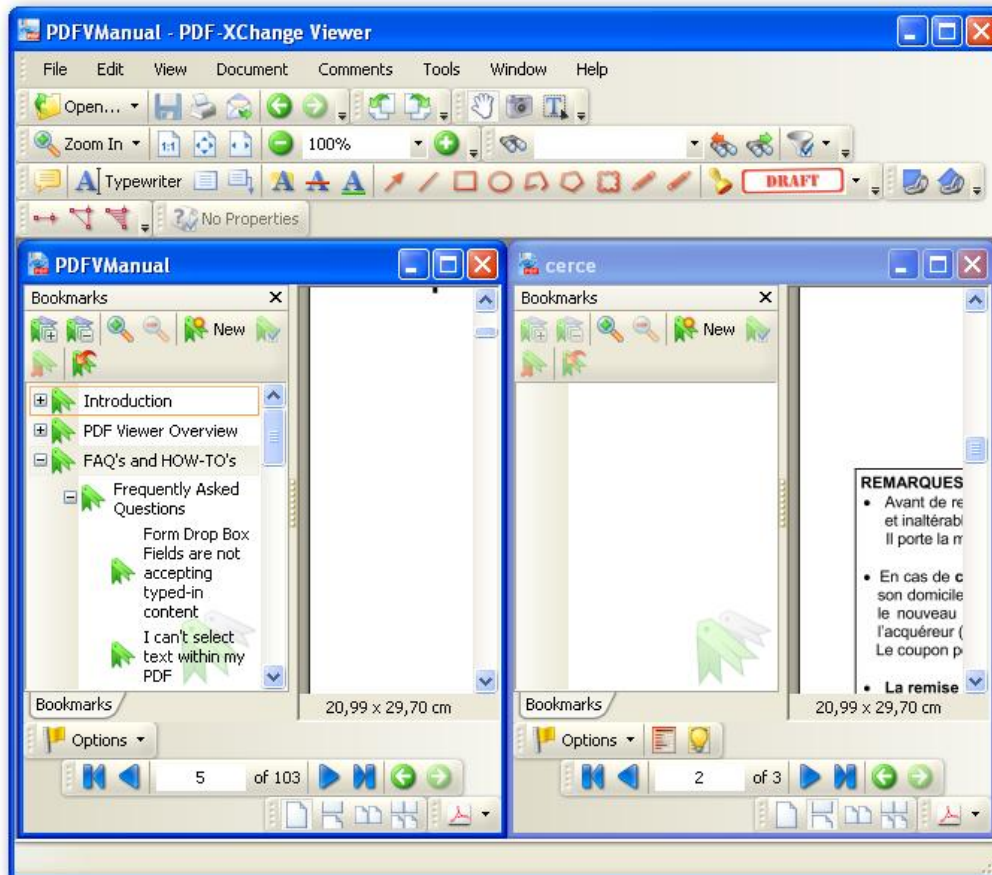 PDFVManual - PDF-XChange Viewer
File Edit View Document Comments Tools Window Help
Open...
Zoom In 1:1 100%
Typewriter DRAFT
No Properties
PDFVManual
Bookmarks
New
Introduction
PDF Viewer Overview
FAQ's and HOW-TO's
Frequently Asked
Questions
Form Drop Box
Fields are not
accepting
typed-in
content
I can't select
text within my
PDF
Bookmarks
20,99 x 29,70 cm
Options
5 of 103
cerce
Bookmarks
New
REMARQUES
• Avant de re
et inaltérabl
Il porte la m
• En cas de c
son domicile
le nouveau
l'acquéreur (
Le coupon p
• La remise
Bookmarks
20,99 x 29,70 cm
Options
2 of 3